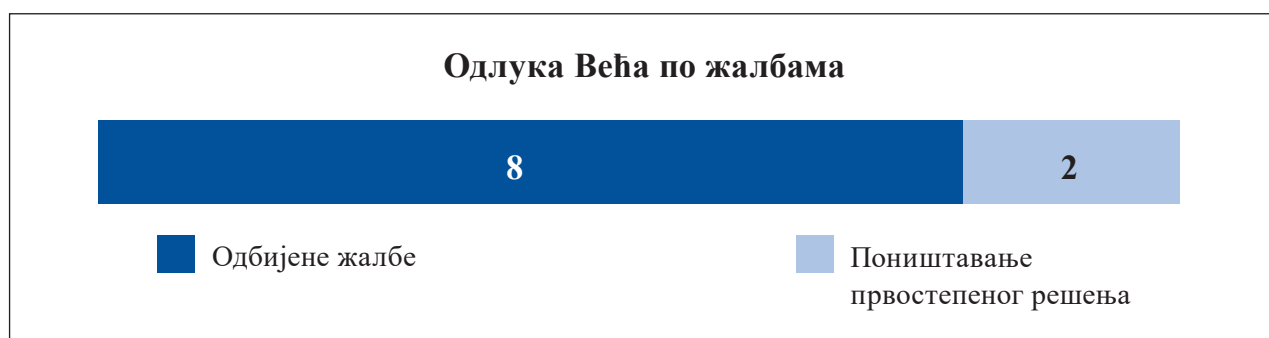 Одлука Већа по жалбама
8
2
Одбијене жалбе
Поништавање
првостепеног решења